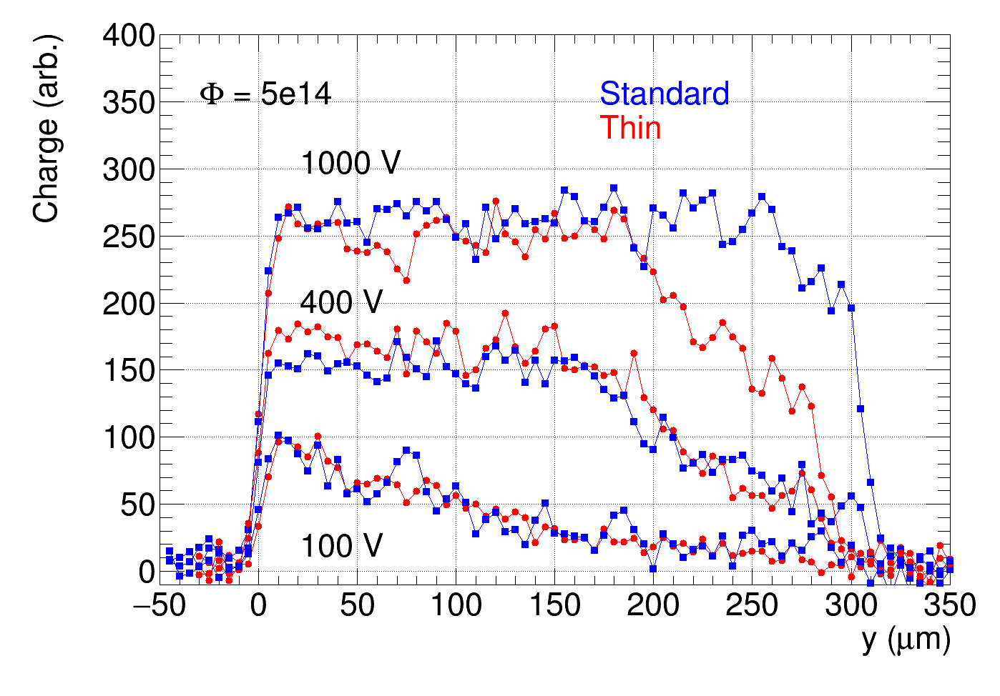 Charge (arb.)
400
350
300
250
200
150
100
50
0
Φ = 5e14
Standard
Thin
1000 V
400 V
100 V
−50 0 50 100 150 200 250 300 350
y (μm)